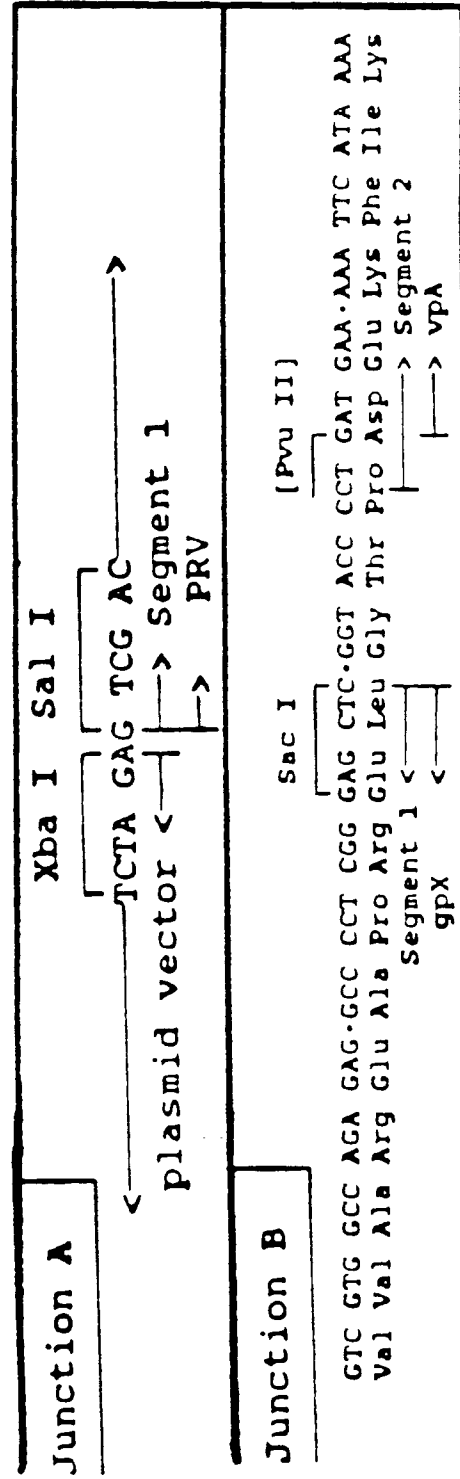 Junction A
Xba I Sal I
TCTA GAG TCG AC
plasmid vector <——> Segment 1
> PRV
Junction B
Sac I [Pvu II]
GTC GTG GCC AGA GAG·GCC CCT CGG GAG CTC·GGT ACC CCT GAT GAA·AAA TTC ATA AAA
Val Val Ala Arg Glu Ala Pro Arg Glu Leu Gly Thr Pro Asp Glu Lys Phe Ile Lys
Segment 1 < > Segment 2
gpX < > vpA